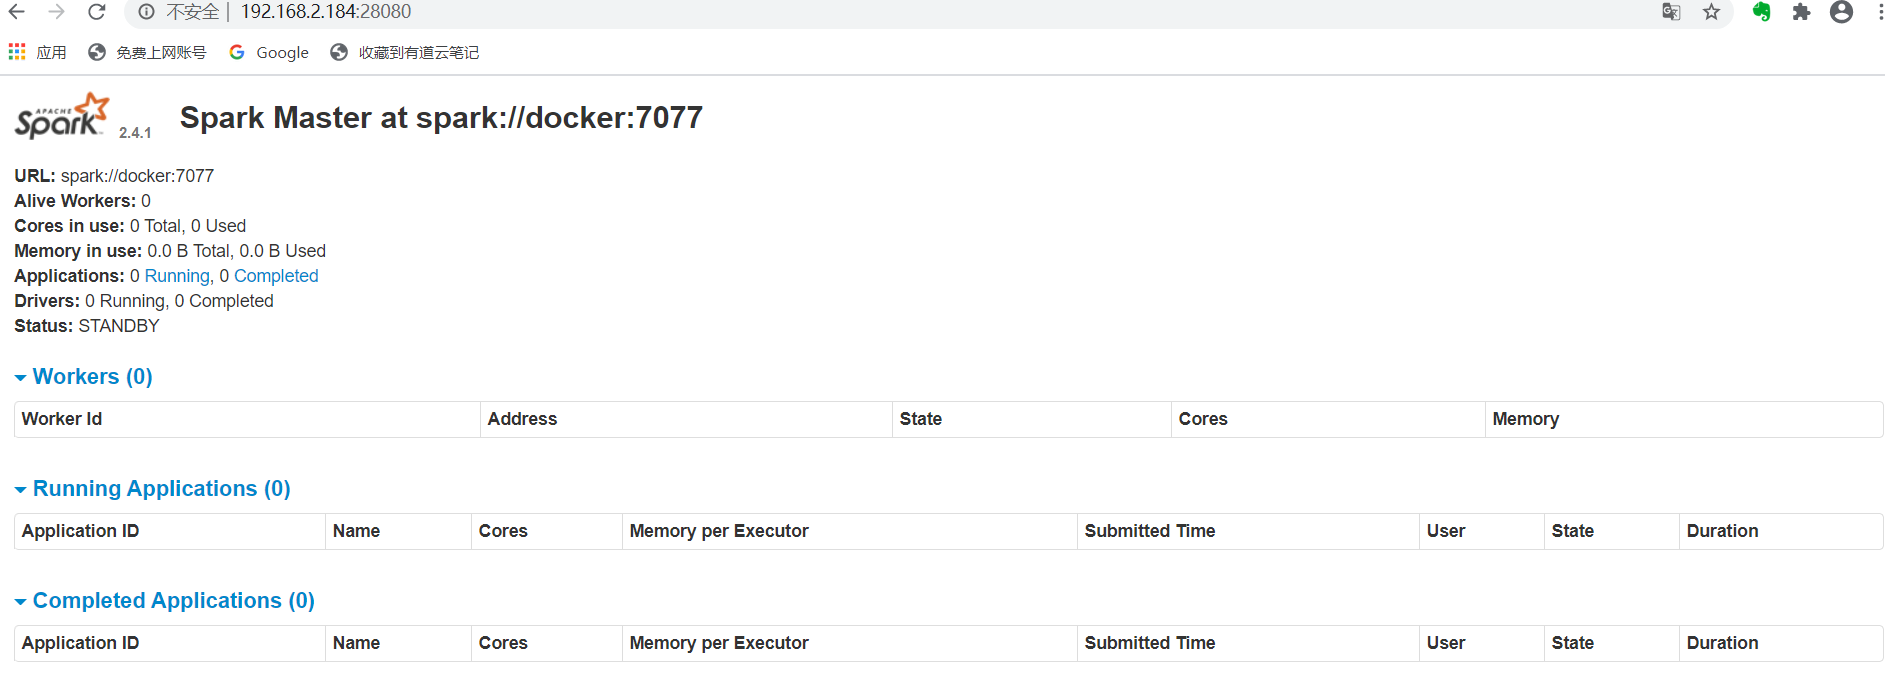 不安全 | 192.168.2.184:28080
应用 免费上网账号 Google 收藏到有道云笔记
APACHE Spark 2.4.1 Spark Master at spark://docker:7077
URL: spark://docker:7077
Alive Workers: 0
Cores in use: 0 Total, 0 Used
Memory in use: 0.0 B Total, 0.0 B Used
Applications: 0 Running, 0 Completed
Drivers: 0 Running, 0 Completed
Status: STANDBY
Workers (0)
Worker Id Address State Cores Memory
Running Applications (0)
Application ID Name Cores Memory per Executor Submitted Time User State Duration
Completed Applications (0)
Application ID Name Cores Memory per Executor Submitted Time User State Duration